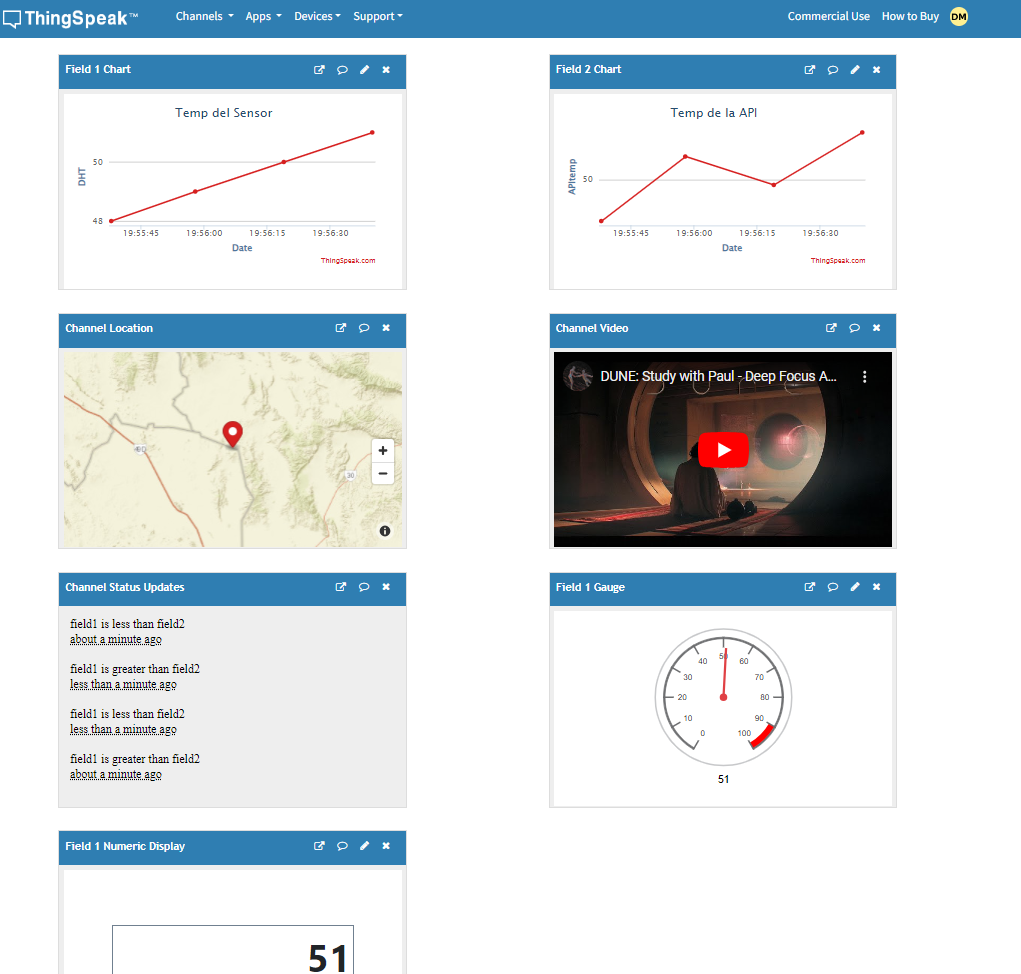 ThingSpeak™ Channels Apps Devices Support Commercial Use How to Buy DM
Field 1 Chart
Temp del Sensor
DHT
50
48
19:55:45 19:56:00 19:56:15 19:56:30
Date
ThingSpeak.com
Field 2 Chart
Temp de la API
APItemp
50
19:55:45 19:56:00 19:56:15 19:56:30
Date
ThingSpeak.com
Channel Location
30
Channel Video
DUNE: Study with Paul - Deep Focus A...
Channel Status Updates
field1 is less than field2
about a minute ago
field1 is greater than field2
less than a minute ago
field1 is less than field2
less than a minute ago
field1 is greater than field2
about a minute ago
Field 1 Gauge
0 10 20 30 40 50 60 70 80 90 100
51
Field 1 Numeric Display
51